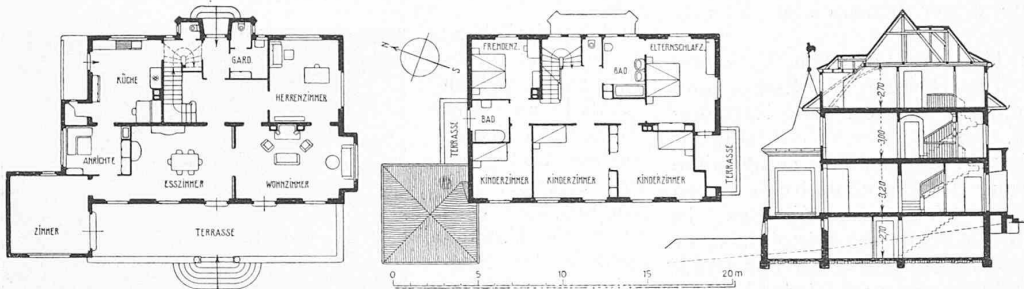 KÜCHE
GARD.
HERRENZIMMER
ANRICHTE
ESSZIMMER
WOHNZIMMER
ZIMMER
TERRASSE
N
S
FREMDENZ.
BAD
ELTERNSCHLAFZ.
BAD
TERRASSE
KINDERZIMMER
KINDERZIMMER
KINDERZIMMER
TERRASSE
0 5 10 15 20 m
2,70
3,00
3,20
2,70